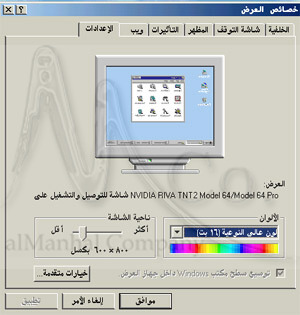 خصائص العرض
الخلفية شاشة التوقف المظهر التأثيرات ويب الإعدادات
العرض:
شاشة للتوصيل والتشغيل على NVIDIA RIVA TNT2 Model 64/Model 64 Pro
الألوان
لون عالي النوعية (١٦ بت)
ناحية الشاشة
أقل أكثر
٨٠٠ × ٦٠٠ بكسل
توسيع سطح مكتب Windows داخل جهاز العرض.
خيارات متقدمة...
موافق إلغاء الأمر تطبيق